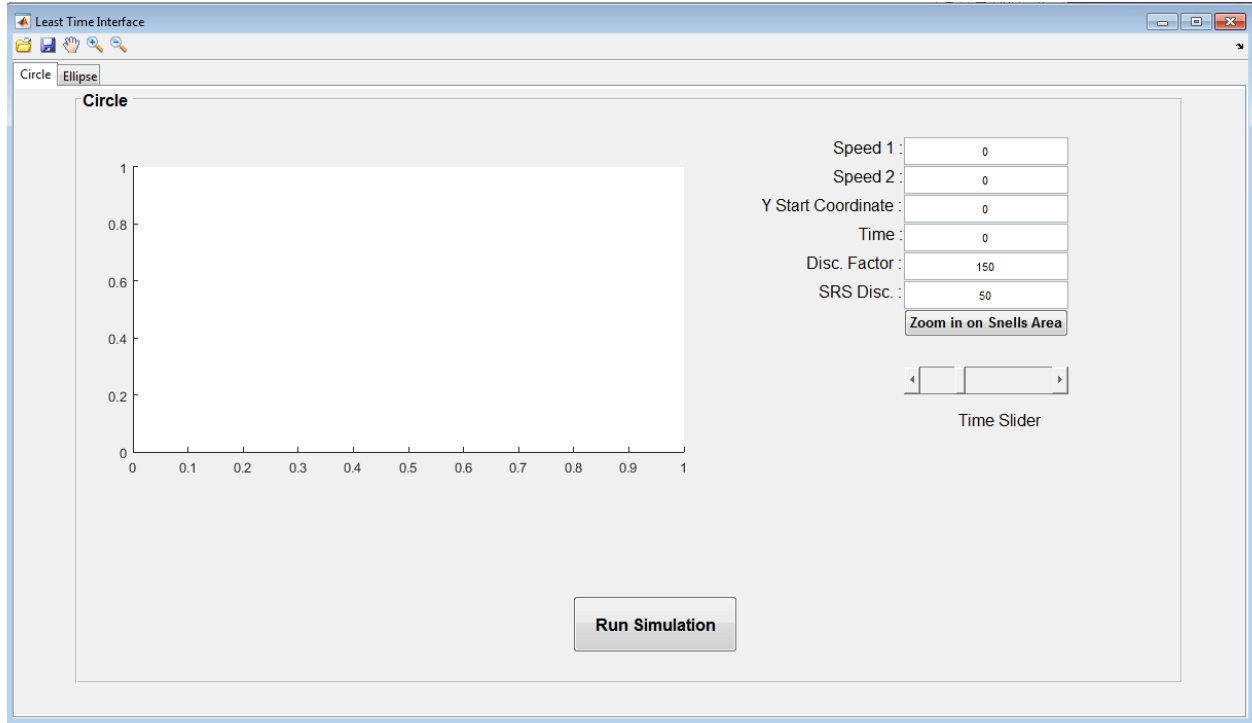 Least Time Interface
Circle Ellipse
Circle
Speed 1 : 0
Speed 2 : 0
Y Start Coordinate : 0
Time : 0
Disc. Factor : 150
SRS Disc. : 50
Zoom in on Snells Area
Time Slider
1
0.8
0.6
0.4
0.2
0
0 0.1 0.2 0.3 0.4 0.5 0.6 0.7 0.8 0.9 1
Run Simulation